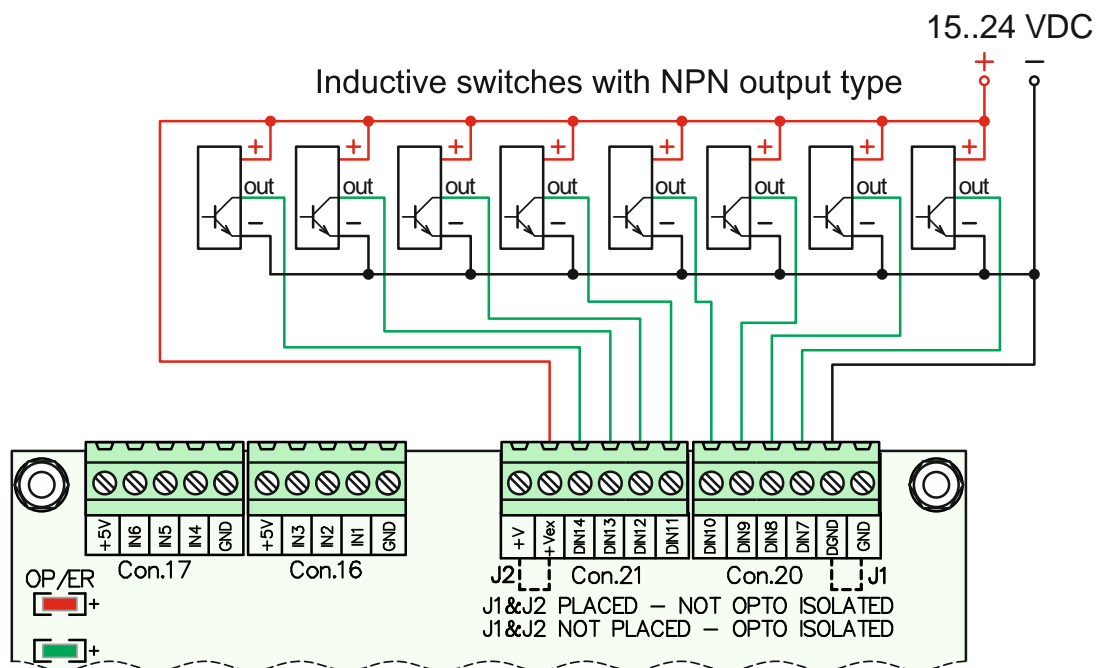 15..24 VDC
+ −
Inductive switches with NPN output type
+ + + + + + + +
out out out out out out out out
− − − − − − − −
+5V IN6 IN5 IN4 GND +5V IN3 IN2 IN1 GND +V +Vex DIN14 DIN13 DIN12 DIN11 DIN10 DIN9 DIN8 DIN7 DGND GND
Con.17 Con.16 J2 Con.21 Con.20 J1
OP/ER
+
J1&J2 PLACED – NOT OPTO ISOLATED
J1&J2 NOT PLACED – OPTO ISOLATED
+